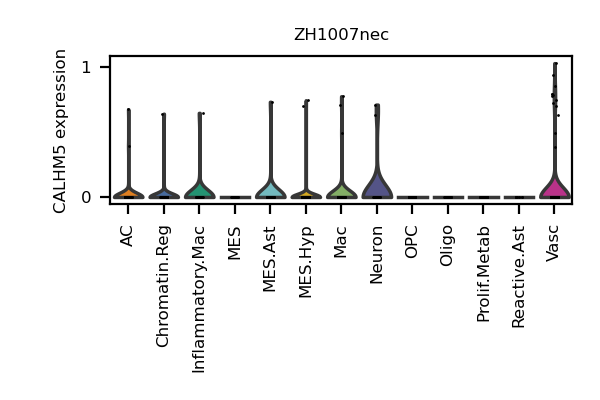 ZH1007nec
CALHM5 expression
1
0
AC
Chromatin.Reg
Inflammatory.Mac
MES
MES.Ast
MES.Hyp
Mac
Neuron
OPC
Oligo
Prolif.Metab
Reactive.Ast
Vasc